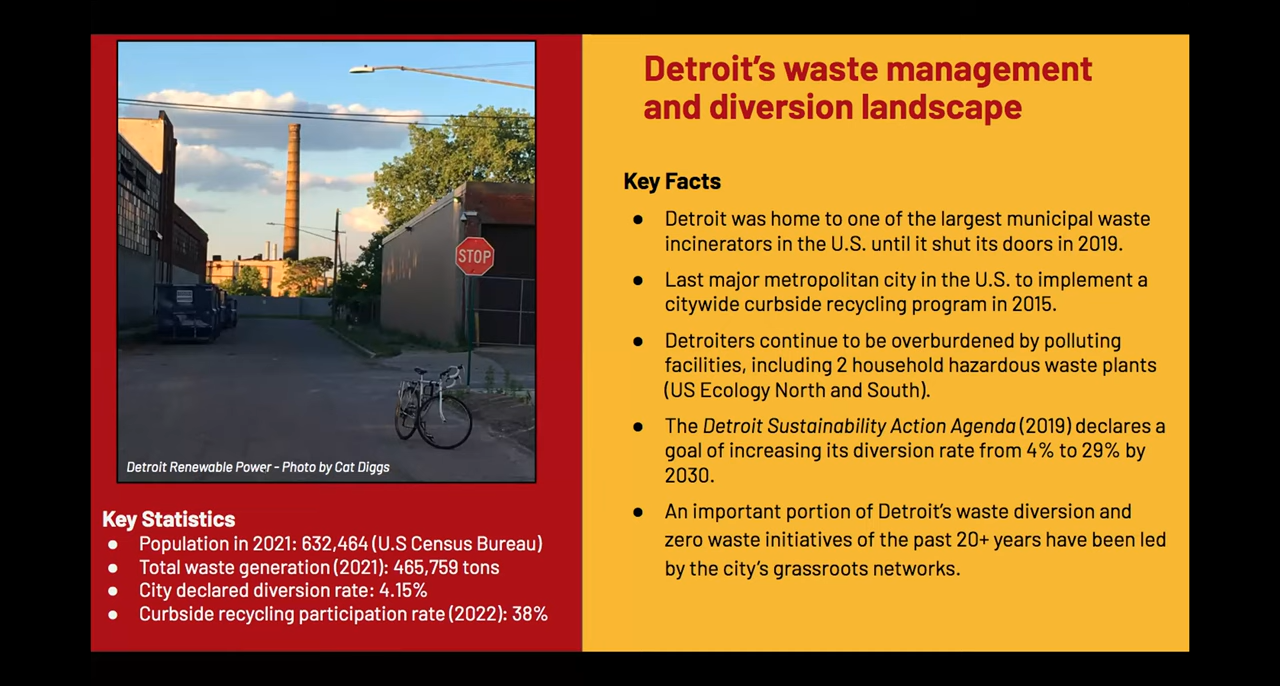 STOP
Detroit Renewable Power - Photo by Cat Diggs
Key Statistics
● Population in 2021: 632,464 (U.S Census Bureau)
● Total waste generation (2021): 465,759 tons
● City declared diversion rate: 4.15%
● Curbside recycling participation rate (2022): 38%
Detroit's waste management
and diversion landscape
Key Facts
● Detroit was home to one of the largest municipal waste
incinerators in the U.S. until it shut its doors in 2019.
● Last major metropolitan city in the U.S. to implement a
citywide curbside recycling program in 2015.
● Detroiters continue to be overburdened by polluting
facilities, including 2 household hazardous waste plants
(US Ecology North and South).
● The Detroit Sustainability Action Agenda (2019) declares a
goal of increasing its diversion rate from 4% to 29% by
2030.
● An important portion of Detroit's waste diversion and
zero waste initiatives of the past 20+ years have been led
by the city's grassroots networks.